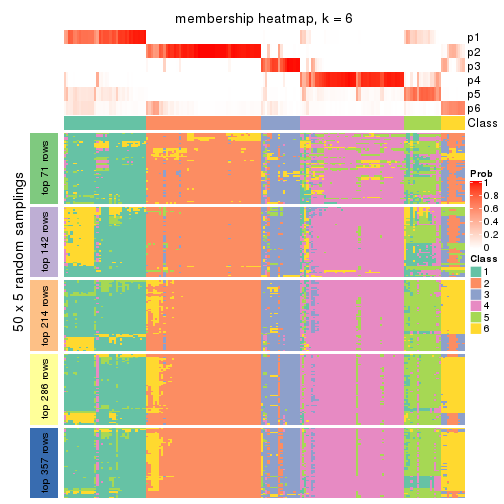 membership heatmap, k = 6
p1
p2
p3
p4
p5
p6
Class
50 x 5 random samplings
top 71 rows
top 142 rows
top 214 rows
top 286 rows
top 357 rows
Prob
1
0.8
0.6
0.4
0.2
0
Class
1
2
3
4
5
6